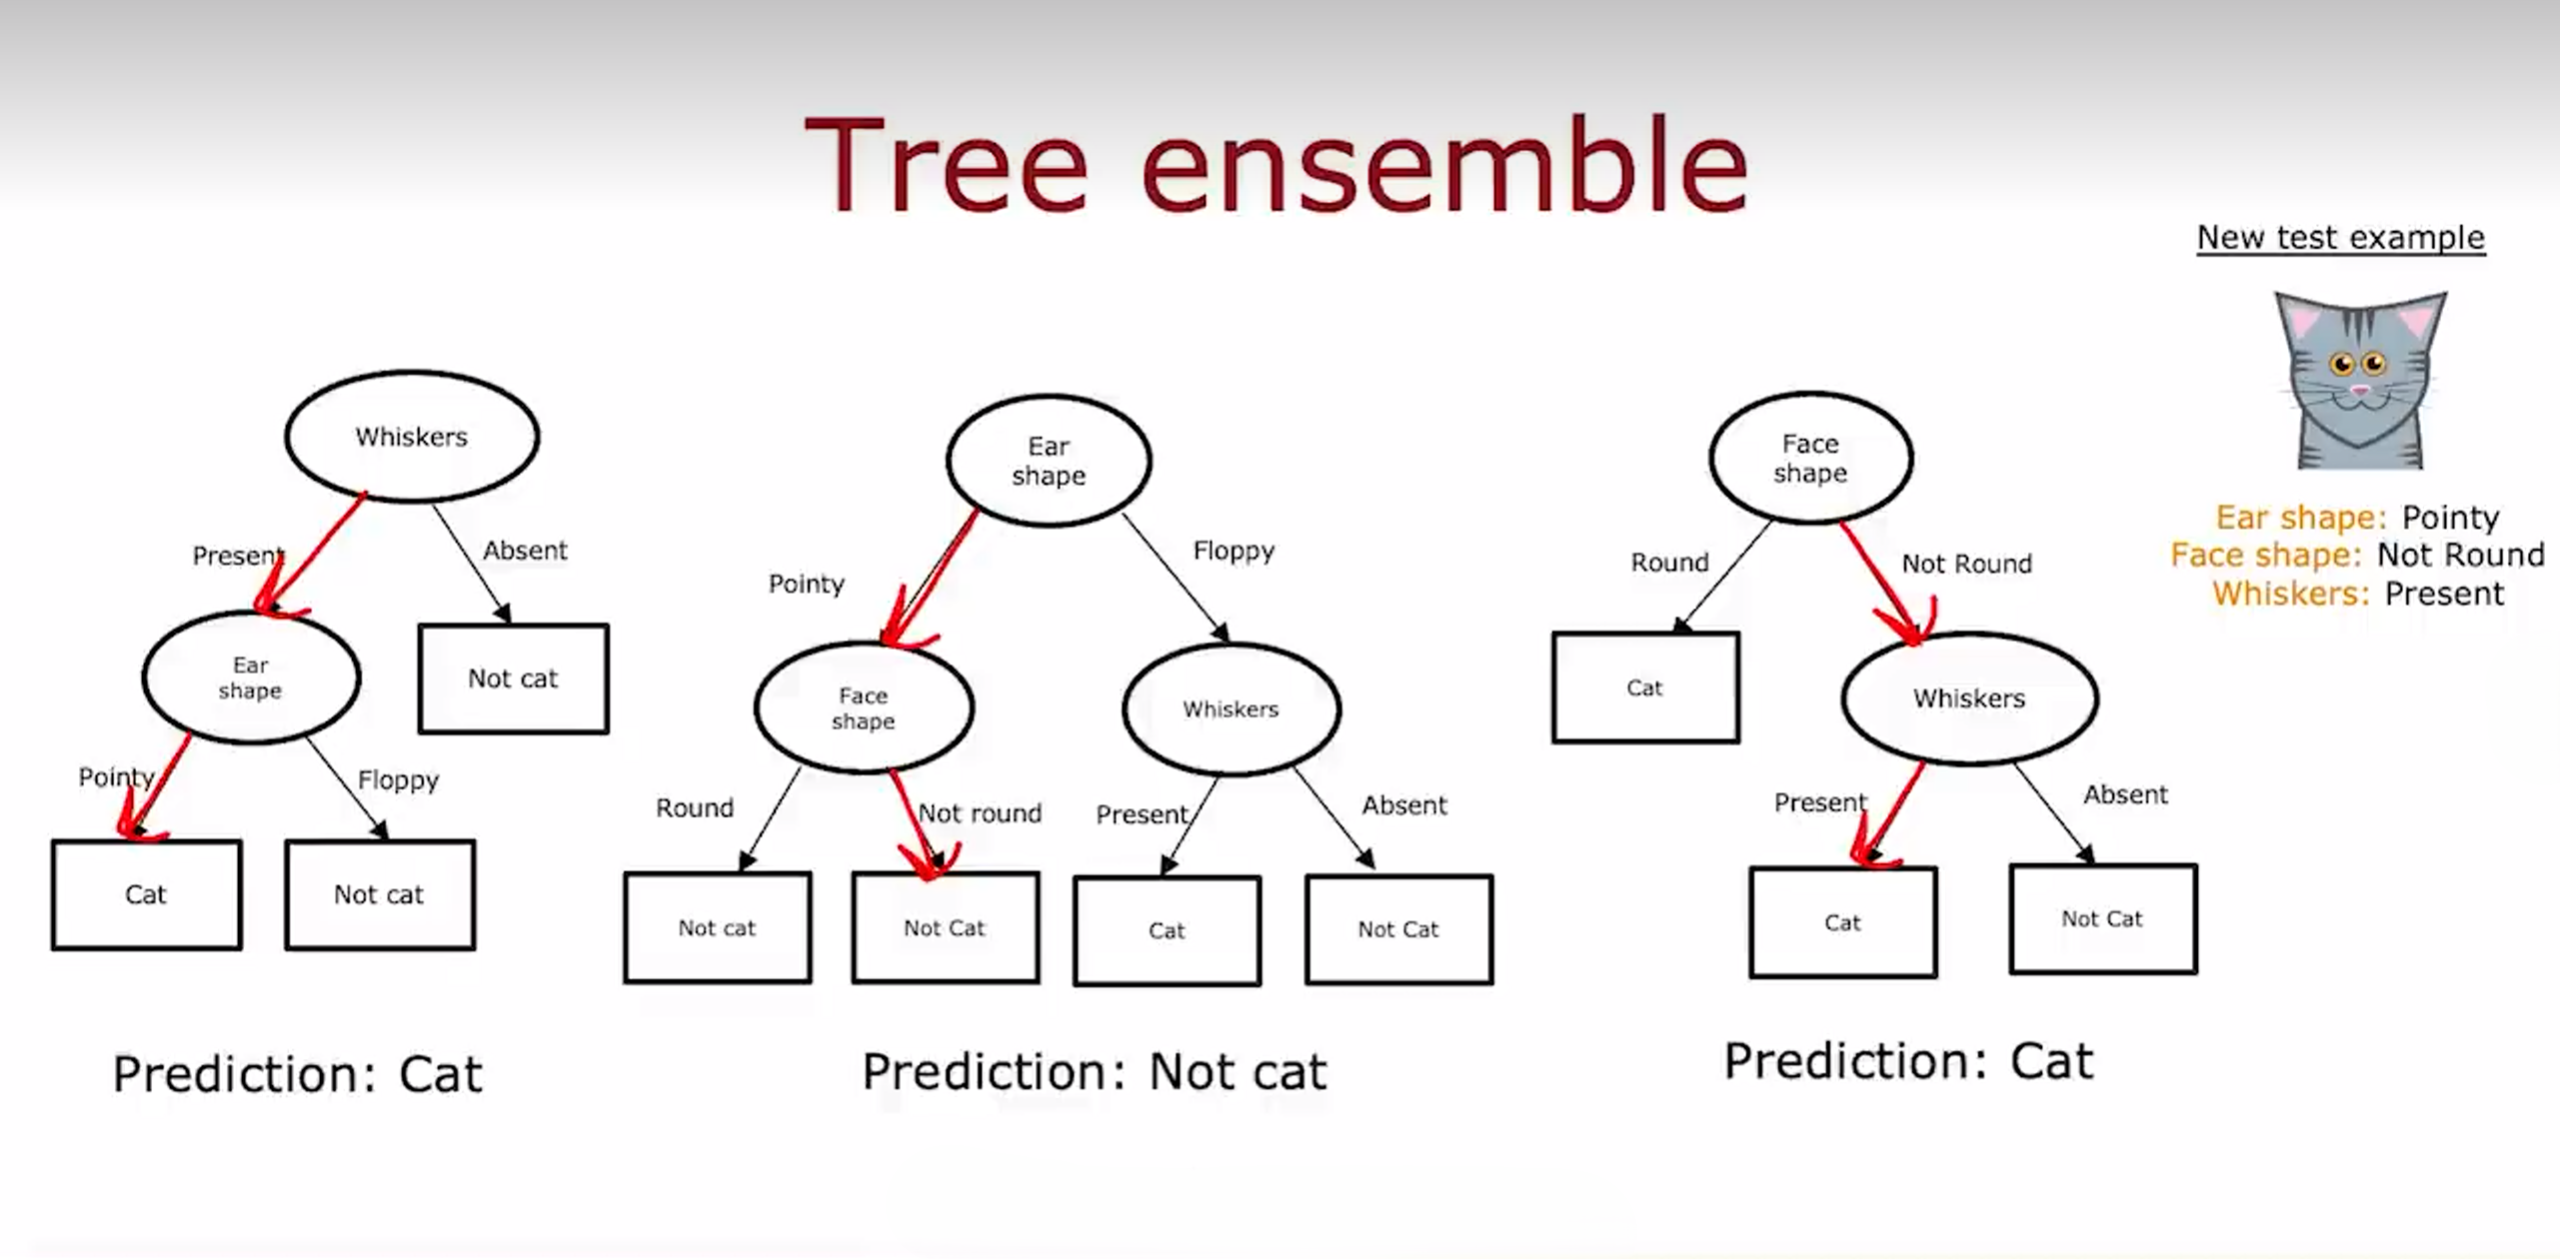 Tree ensemble
New test example
Ear shape: Pointy
Face shape: Not Round
Whiskers: Present
Whiskers
Present
Absent
Ear
shape
Not cat
Pointy
Floppy
Cat
Not cat
Prediction: Cat
Ear
shape
Pointy
Floppy
Face
shape
Whiskers
Round
Not round
Present
Absent
Not cat
Not Cat
Cat
Not Cat
Prediction: Not cat
Face
shape
Round
Not Round
Cat
Whiskers
Present
Absent
Cat
Not Cat
Prediction: Cat